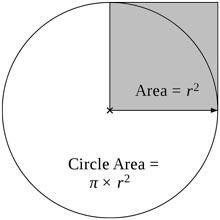 Area = r²
Circle Area =
π × r²